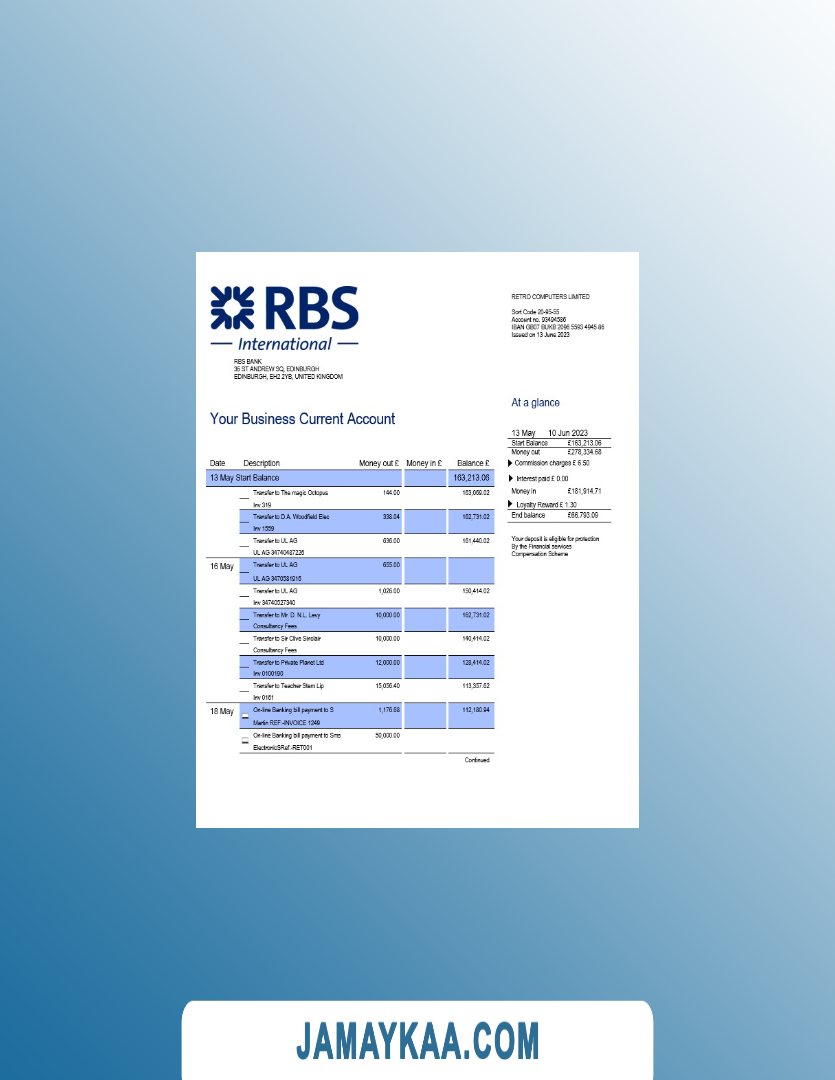 RBS
International
RBS BANK
36 ST ANDREW SQ, EDINBURGH
EDINBURGH, EH2 2YB, UNITED KINGDOM
RETRO COMPUTERS LIMITED
Sort Code 20-95-55
Account no. 93494586
IBAN GB07 BUKB 2096 5593 4945 86
Issued on 13 June 2023
Your Business Current Account
Date Description Money out £ Money in £ Balance £
13 May Start Balance 163,213.06
Transfer to The magic Octopus 144.00 163,069.02
Inv 319
Transfer to D.A. Woodfield Elec 338.04 162,731.02
Inv 1559
Transfer to UL AG 636.00 161,440.02
UL AG 34740487226
16 May Transfer to UL AG 655.00
UL AG 3470581916
Transfer to UL AG 1,026.00 150,414.02
Inv 34740527340
Transfer to Mr. D. N.L. Levy 10,000.00 162,731.02
Consultancy Fees
Transfer to Sir Clive Sinclair 10,000.00 140,414.02
Consultancy Fees
Transfer to Private Planet Ltd 12,000.00 128,414.02
Inv 0100190
Transfer to Teacher Stern Llp 15,056.40 113,357.62
Inv 0161
18 May On-line Banking bill payment to S 1,176.68 112,180.94
Martin REF.-INVOICE 1249
On-line Banking bill payment to Sms 50,000.00
ElectronicSRef.-RET001
Continued
At a glance
13 May 10 Jun 2023
Start Balance £163,213.06
Money out £278,334.68
Commission charges £ 6.50
Interest paid £ 0.00
Money in £181,914.71
Loyalty Reward £ 1.30
End balance £66,793.09
Your deposit is eligible for protection
By the Financial services
Compensation Scheme
JAMAYKAA.COM